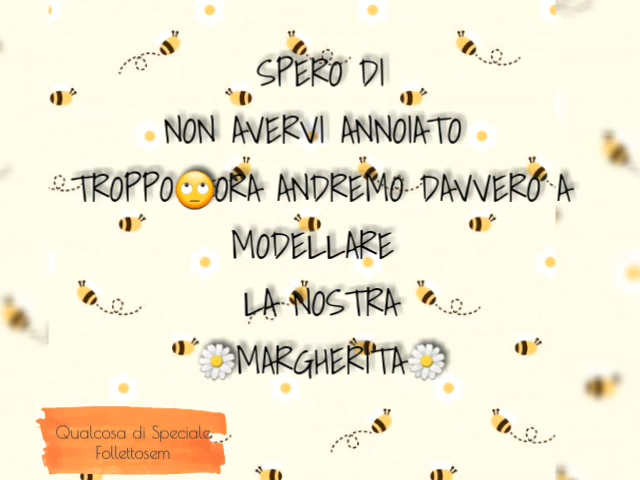 SPERO DI
NON AVERVI ANNOIATO
TROPPO🙄ORA ANDREMO DAVVERO A
MODELLARE
LA NOSTRA
🌼MARGHERITA🌼
Qualcosa di Speciale
Follettosem